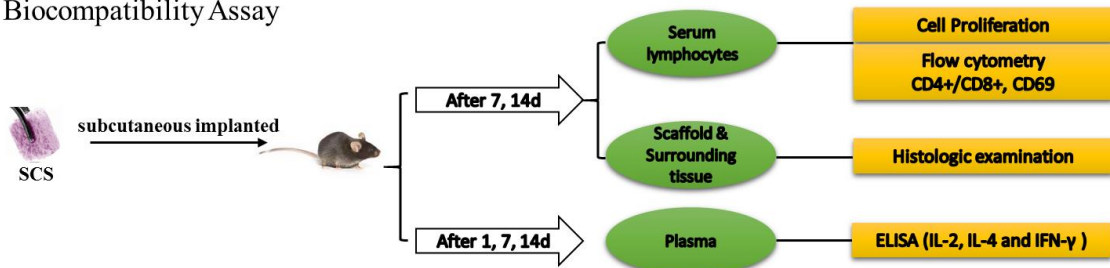 Biocompatibility Assay
SCS
subcutaneous implanted
After 7, 14d
Serum
lymphocytes
Cell Proliferation
Flow cytometry
CD4+/CD8+, CD69
Scaffold &
Surrounding
tissue
Histologic examination
After 1, 7, 14d
Plasma
ELISA (IL-2, IL-4 and IFN-γ )